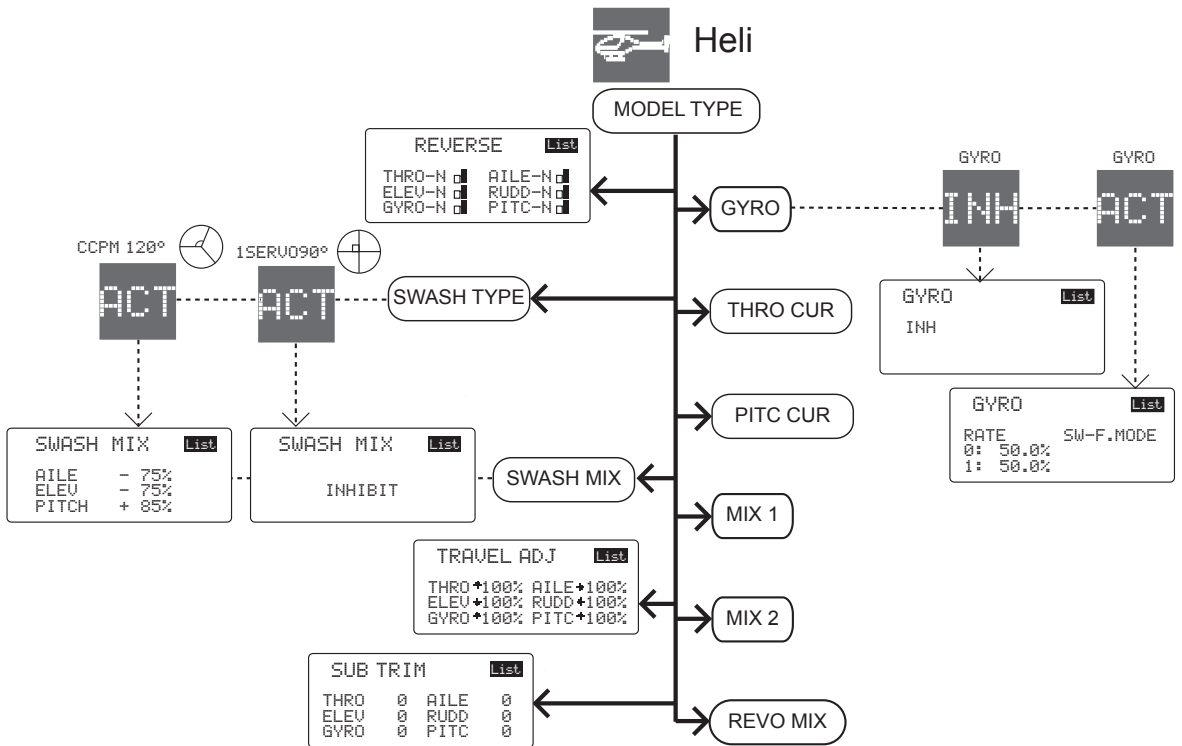 Heli
MODEL TYPE
REVERSE List
THRO-N AILE-N
ELEV-N RUDD-N
GYRO-N PITC-N
GYRO
GYRO
INH
GYRO
ACT
CCPM 120°
ACT
1SERVO90°
ACT
SWASH TYPE
GYRO List
INH
THRO CUR
GYRO List
RATE SW-F.MODE
0: 50.0%
1: 50.0%
PITC CUR
SWASH MIX List
AILE - 75%
ELEV - 75%
PITCH + 85%
SWASH MIX List
INHIBIT
SWASH MIX
MIX 1
TRAVEL ADJ List
THRO 100% AILE 100%
ELEV 100% RUDD 100%
GYRO 100% PITC 100%
MIX 2
SUB TRIM List
THRO 0 AILE 0
ELEV 0 RUDD 0
GYRO 0 PITC 0
REVO MIX